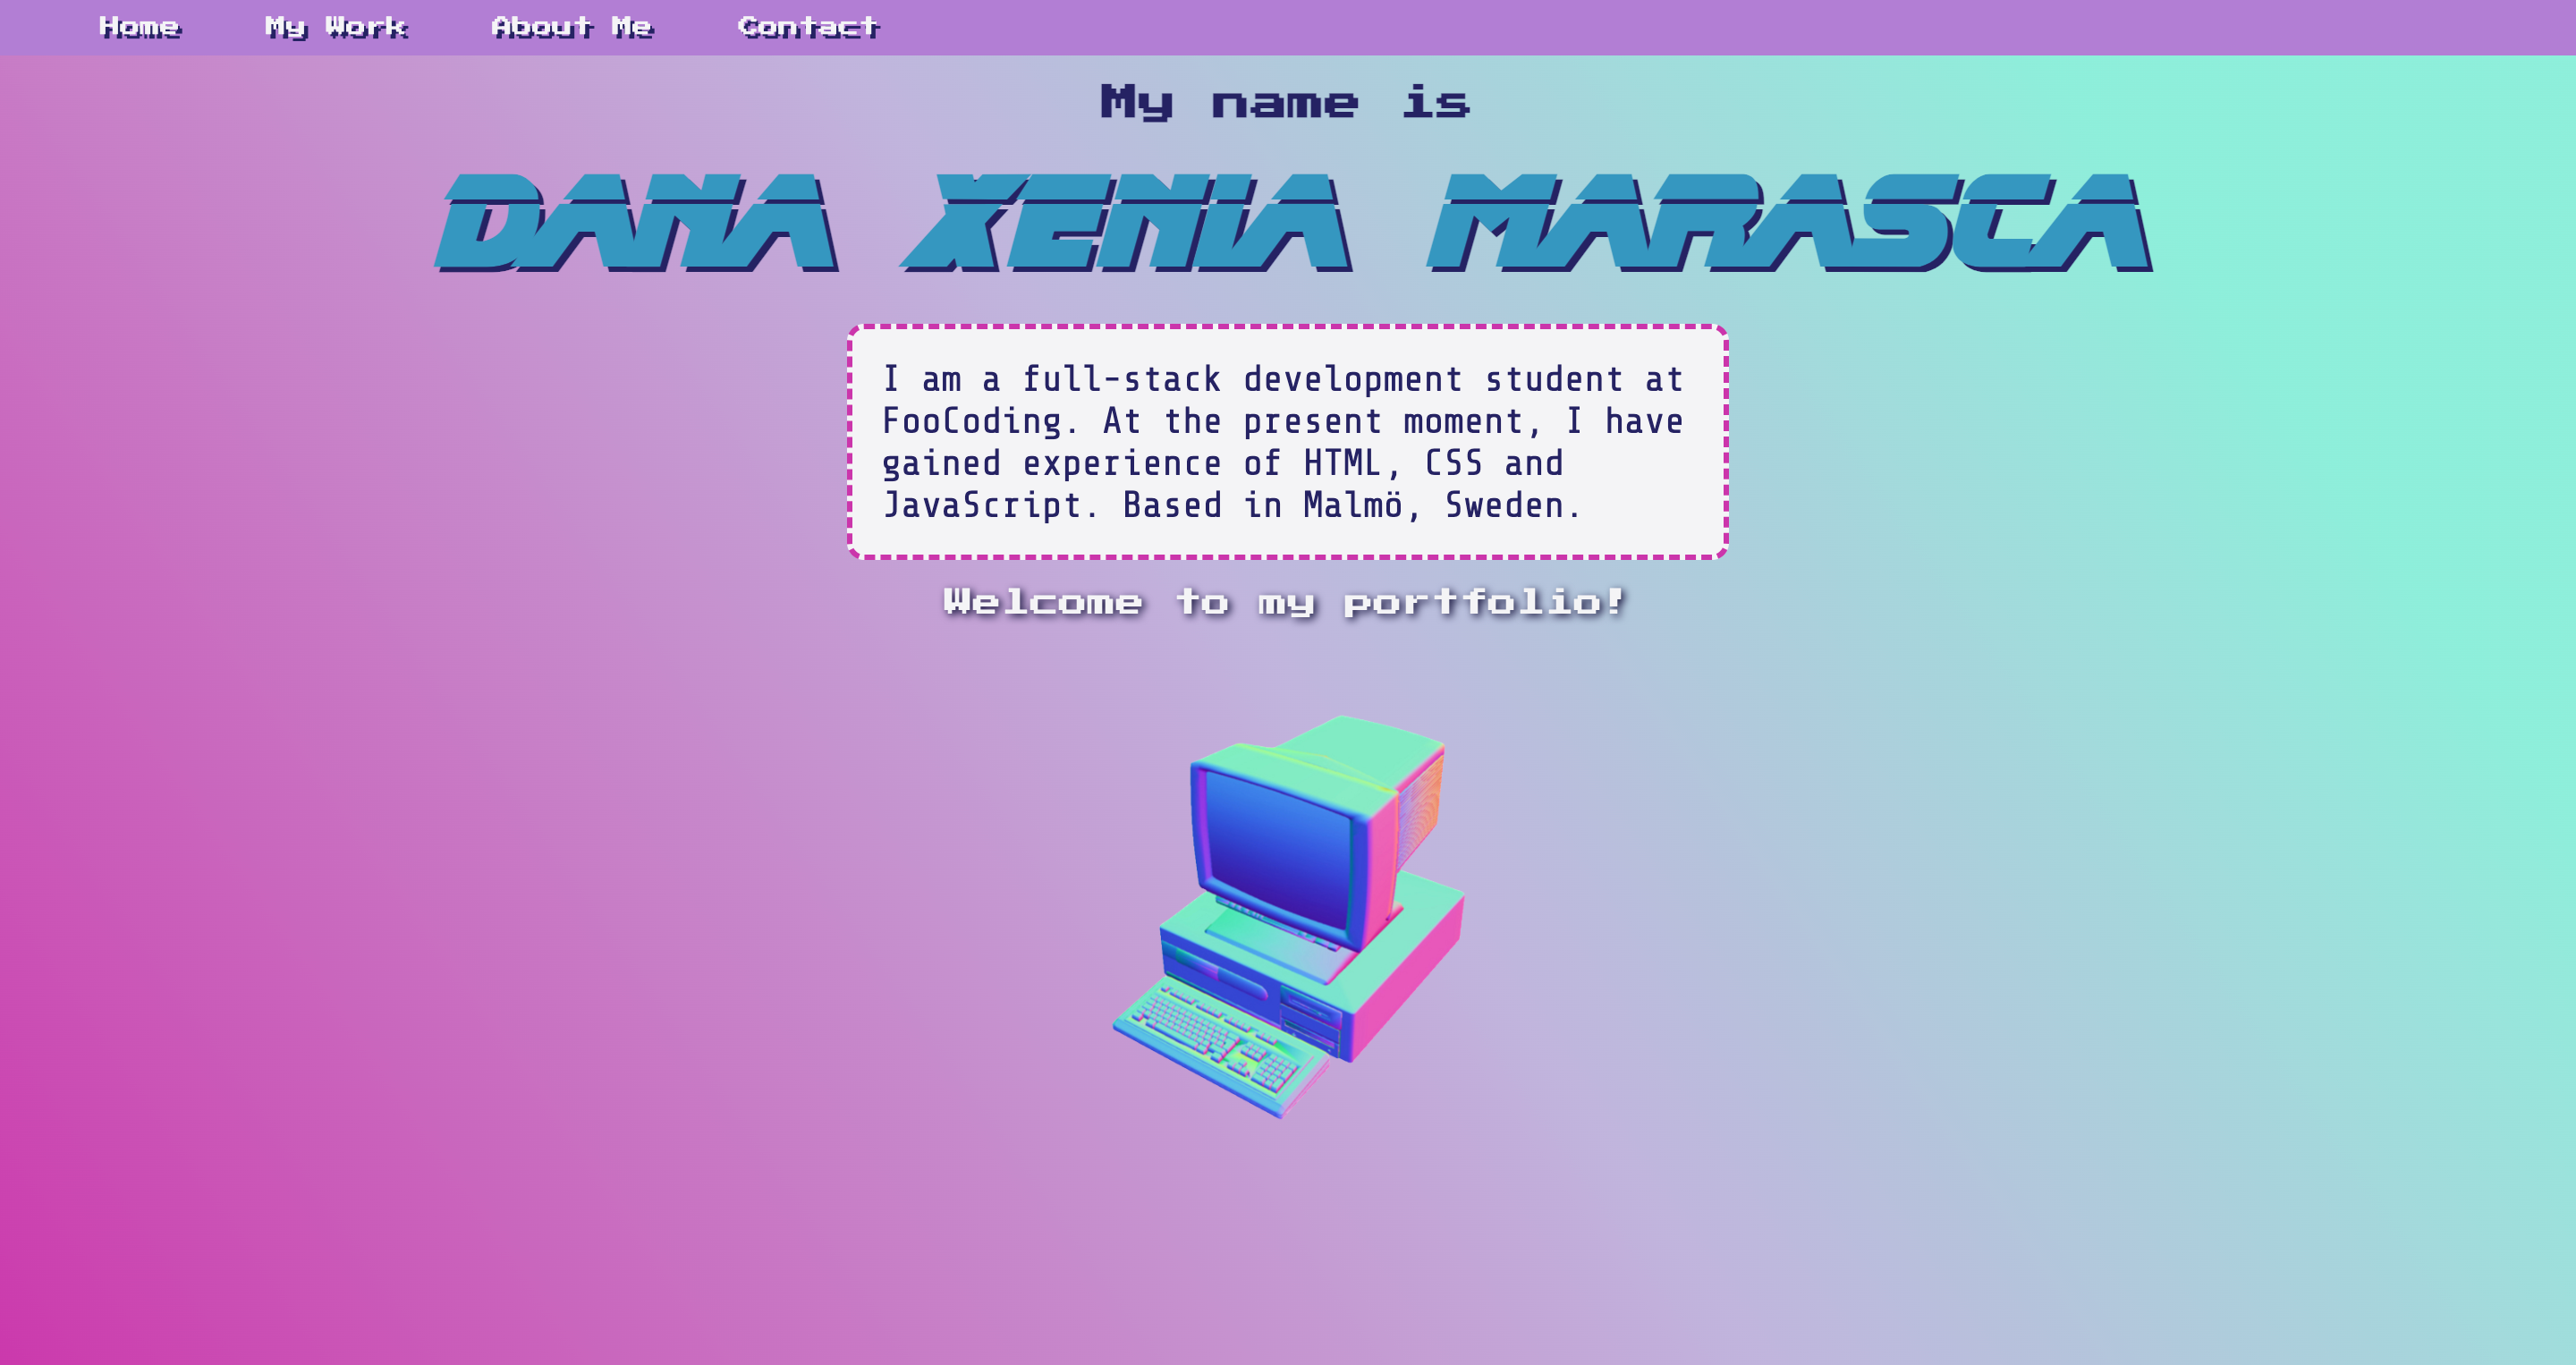 Home My Work About Me Contact
My name is
DANA XENIA MARASCA
I am a full-stack development student at
FooCoding. At the present moment, I have
gained experience of HTML, CSS and
JavaScript. Based in Malmö, Sweden.
Welcome to my portfolio!